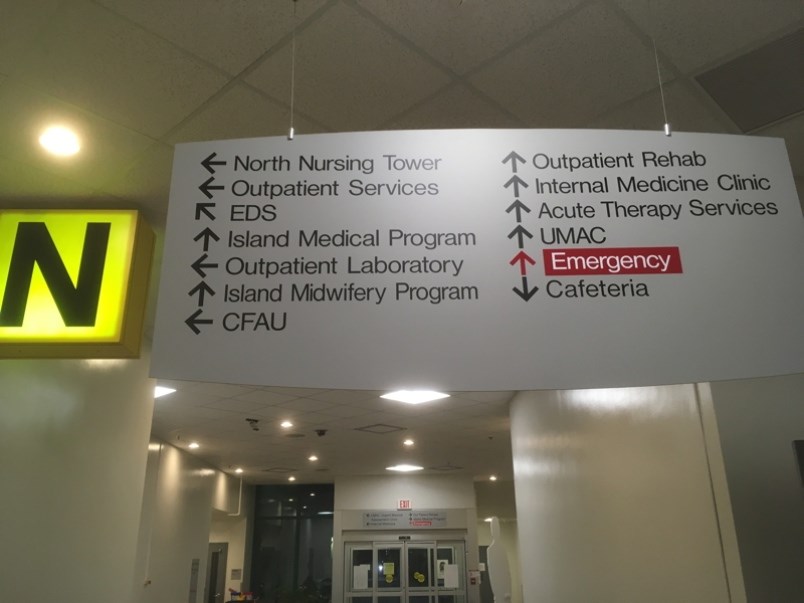 N
← North Nursing Tower
← Outpatient Services
↖ EDS
↑ Island Medical Program
← Outpatient Laboratory
↑ Island Midwifery Program
← CFAU
↑ Outpatient Rehab
↑ Internal Medicine Clinic
↑ Acute Therapy Services
↑ UMAC
↑ Emergency
↓ Cafeteria
EXIT